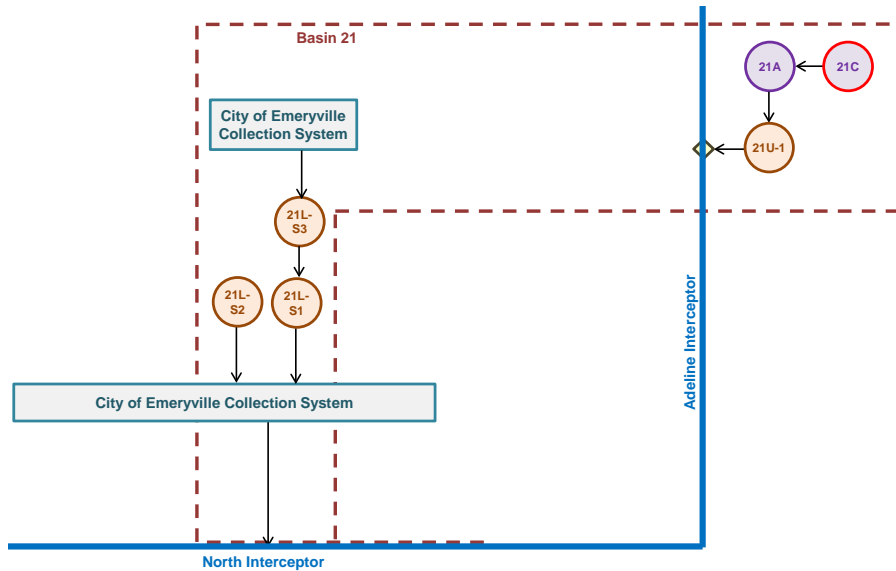 Basin 21
21A
21C
City of Emeryville
Collection System
21U-1
21L-
S3
21L-
S2
21L-
S1
Adeline Interceptor
City of Emeryville Collection System
North Interceptor